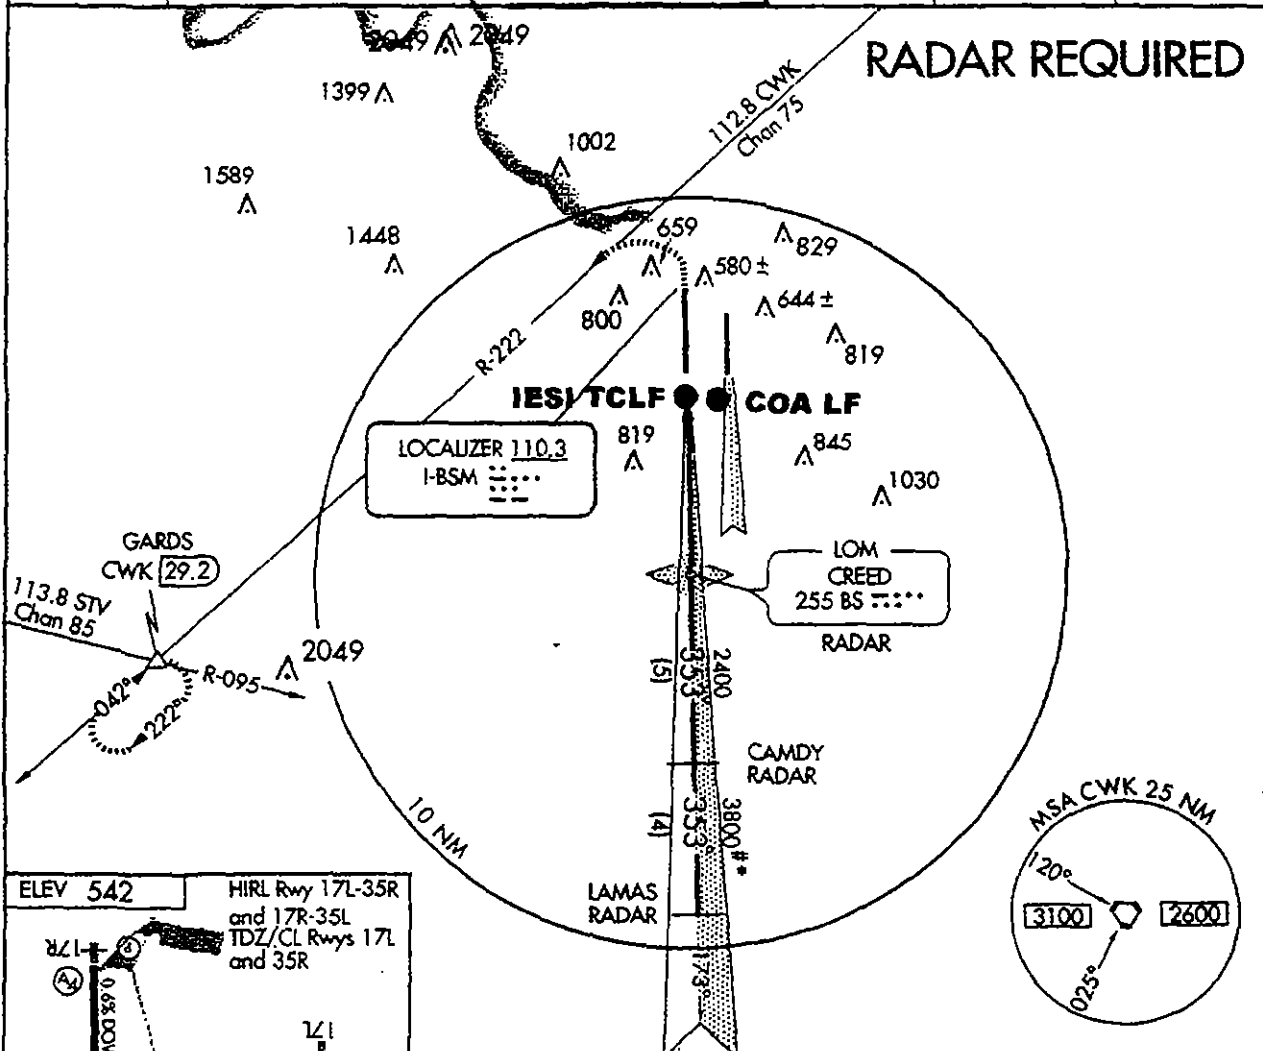 RADAR REQUIRED
2049
2049
1399
112.8 CWK
Chan 75
1002
1589
1448
659
829
580 ±
644 ±
800
819
R-222
IESI TCLF
COA LF
LOCALIZER 110.3
I-BSM
819
845
1030
GARDS
CWK 29.2
LOM
CREED
255 BS
RADAR
113.8 STV
Chan 85
2049
R-095
042°
222°
2400
353°
(5)
CAMDY
RADAR
3800 # *
353°
(4)
10 NM
LAMAS
RADAR
173°
MSA CWK 25 NM
120°
3100
2600
025°
ELEV 542
HIRL Rwy 17L-35R
and 17R-35L
TDZ/CL Rwys 17L
and 35R
17R
17L